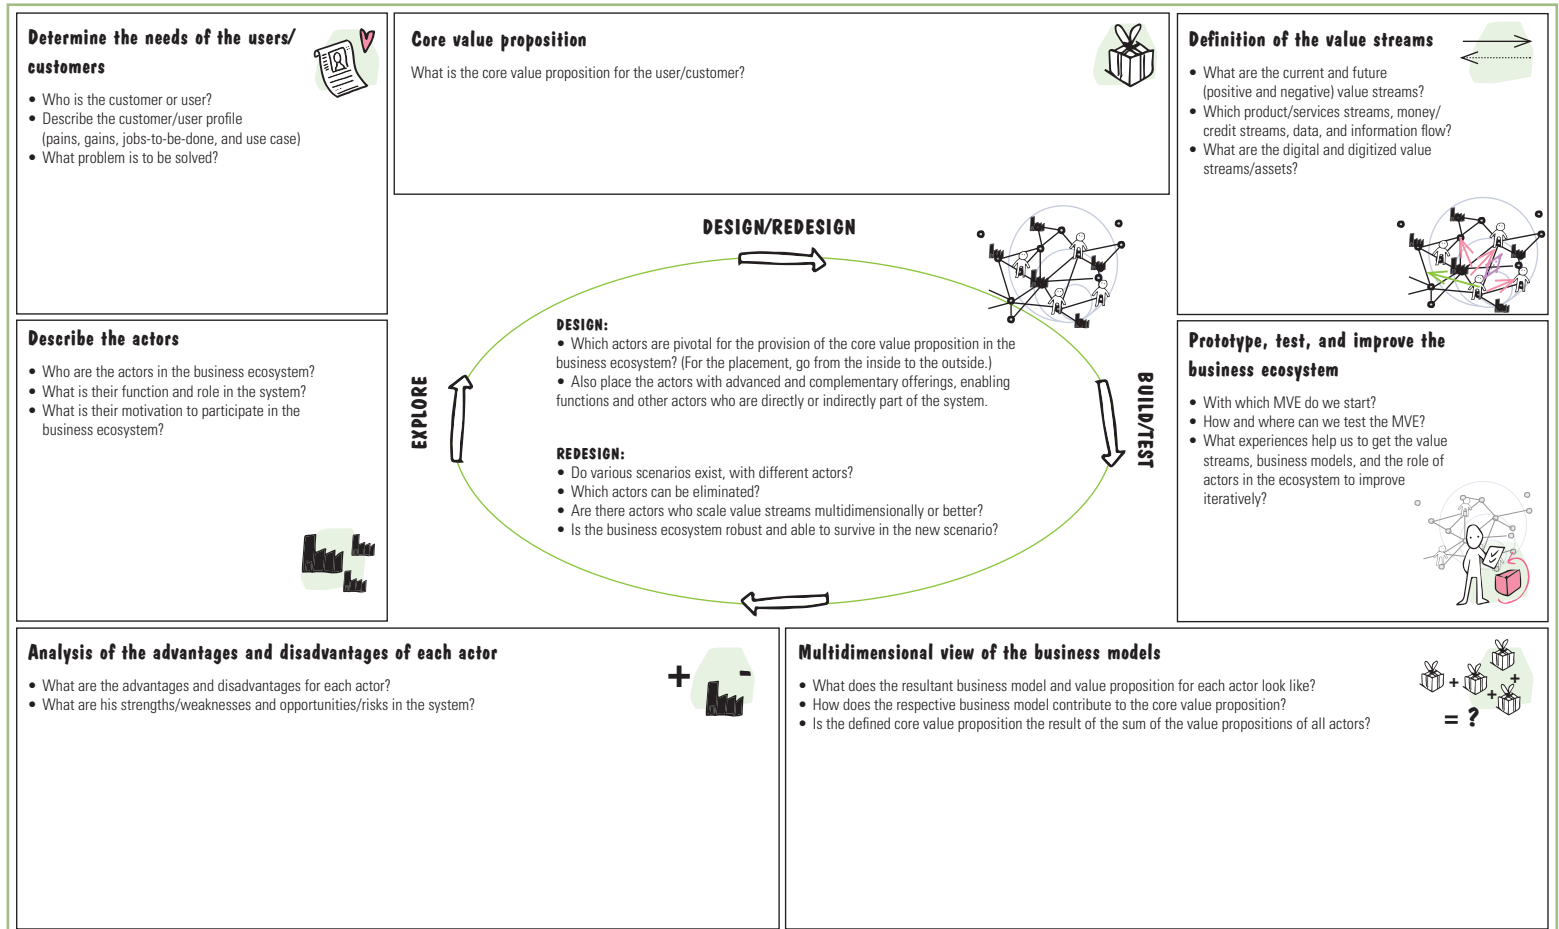 Determine the needs of the users/
customers
• Who is the customer or user?
• Describe the customer/user profile
(pains, gains, jobs-to-be-done, and use case)
• What problem is to be solved?
Core value proposition
What is the core value proposition for the user/customer?
Definition of the value streams
• What are the current and future
(positive and negative) value streams?
• Which product/services streams, money/
credit streams, data, and information flow?
• What are the digital and digitized value
streams/assets?
Describe the actors
• Who are the actors in the business ecosystem?
• What is their function and role in the system?
• What is their motivation to participate in the
business ecosystem?
EXPLORE
DESIGN/REDESIGN
DESIGN:
• Which actors are pivotal for the provision of the core value proposition in the
business ecosystem? (For the placement, go from the inside to the outside.)
• Also place the actors with advanced and complementary offerings, enabling
functions and other actors who are directly or indirectly part of the system.
REDESIGN:
• Do various scenarios exist, with different actors?
• Which actors can be eliminated?
• Are there actors who scale value streams multidimensionally or better?
• Is the business ecosystem robust and able to survive in the new scenario?
BUILD/TEST
Prototype, test, and improve the
business ecosystem
• With which MVE do we start?
• How and where can we test the MVE?
• What experiences help us to get the value
streams, business models, and the role of
actors in the ecosystem to improve
iteratively?
Analysis of the advantages and disadvantages of each actor
• What are the advantages and disadvantages for each actor?
• What are his strengths/weaknesses and opportunities/risks in the system?
+ -
Multidimensional view of the business models
• What does the resultant business model and value proposition for each actor look like?
• How does the respective business model contribute to the core value proposition?
• Is the defined core value proposition the result of the sum of the value propositions of all actors?
+ + +
= ?